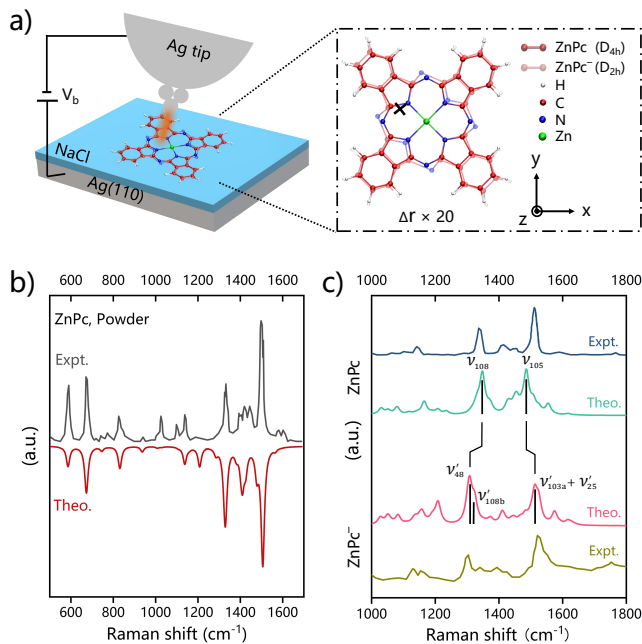 a)
Ag tip
V_b
NaCl
Ag(110)
ZnPc (D_4h)
ZnPc⁻ (D_2h)
H
C
N
Zn
y
z
x
Δr × 20
b)
600 800 1000 1200 1400 1600
ZnPc, Powder
Expt.
Theo.
(a.u.)
600 800 1000 1200 1400 1600
Raman shift (cm⁻¹)
c)
1000 1200 1400 1600 1800
ZnPc
Expt.
ν_108
ν_105
Theo.
(a.u.)
ν′_48
ν′_108b
ν′_103a + ν′_25
Theo.
ZnPc⁻
Expt.
1000 1200 1400 1600 1800
Raman shift (cm⁻¹)